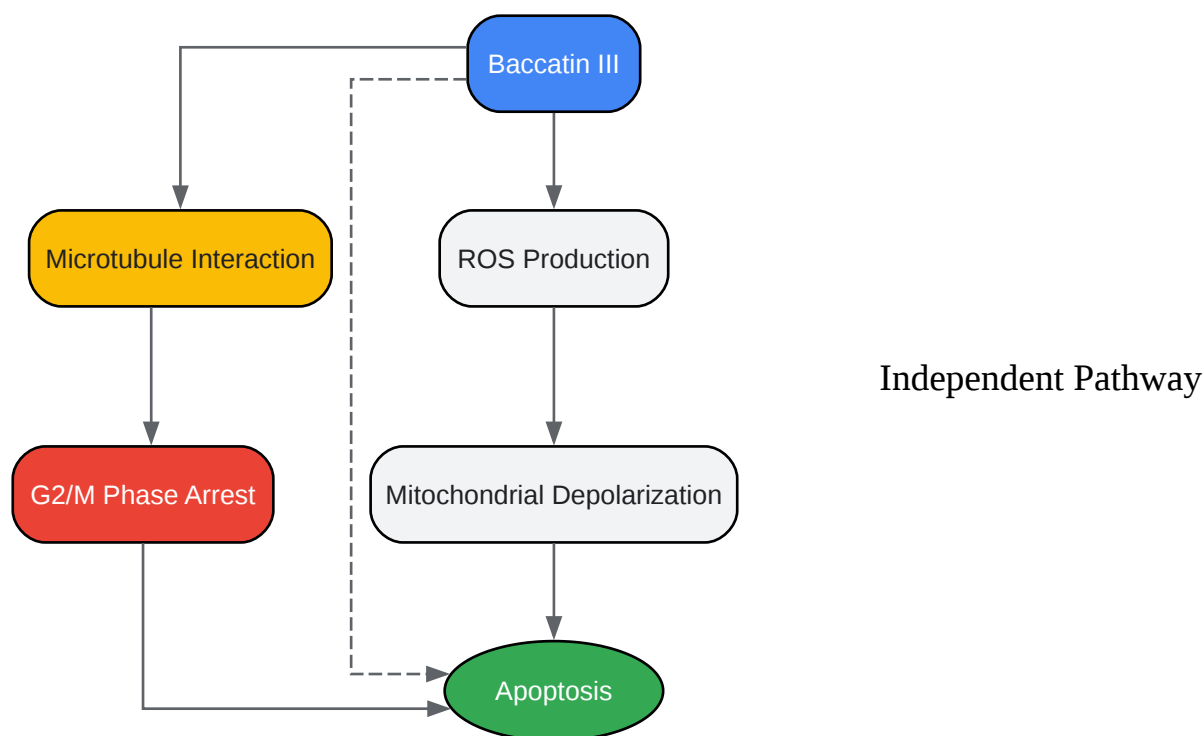 Baccatin III
Microtubule Interaction
ROS Production
Independent Pathway
G2/M Phase Arrest
Mitochondrial Depolarization
Apoptosis